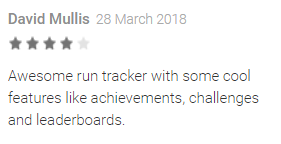 David Mullis 28 March 2018
Awesome run tracker with some cool
features like achievements, challenges
and leaderboards.